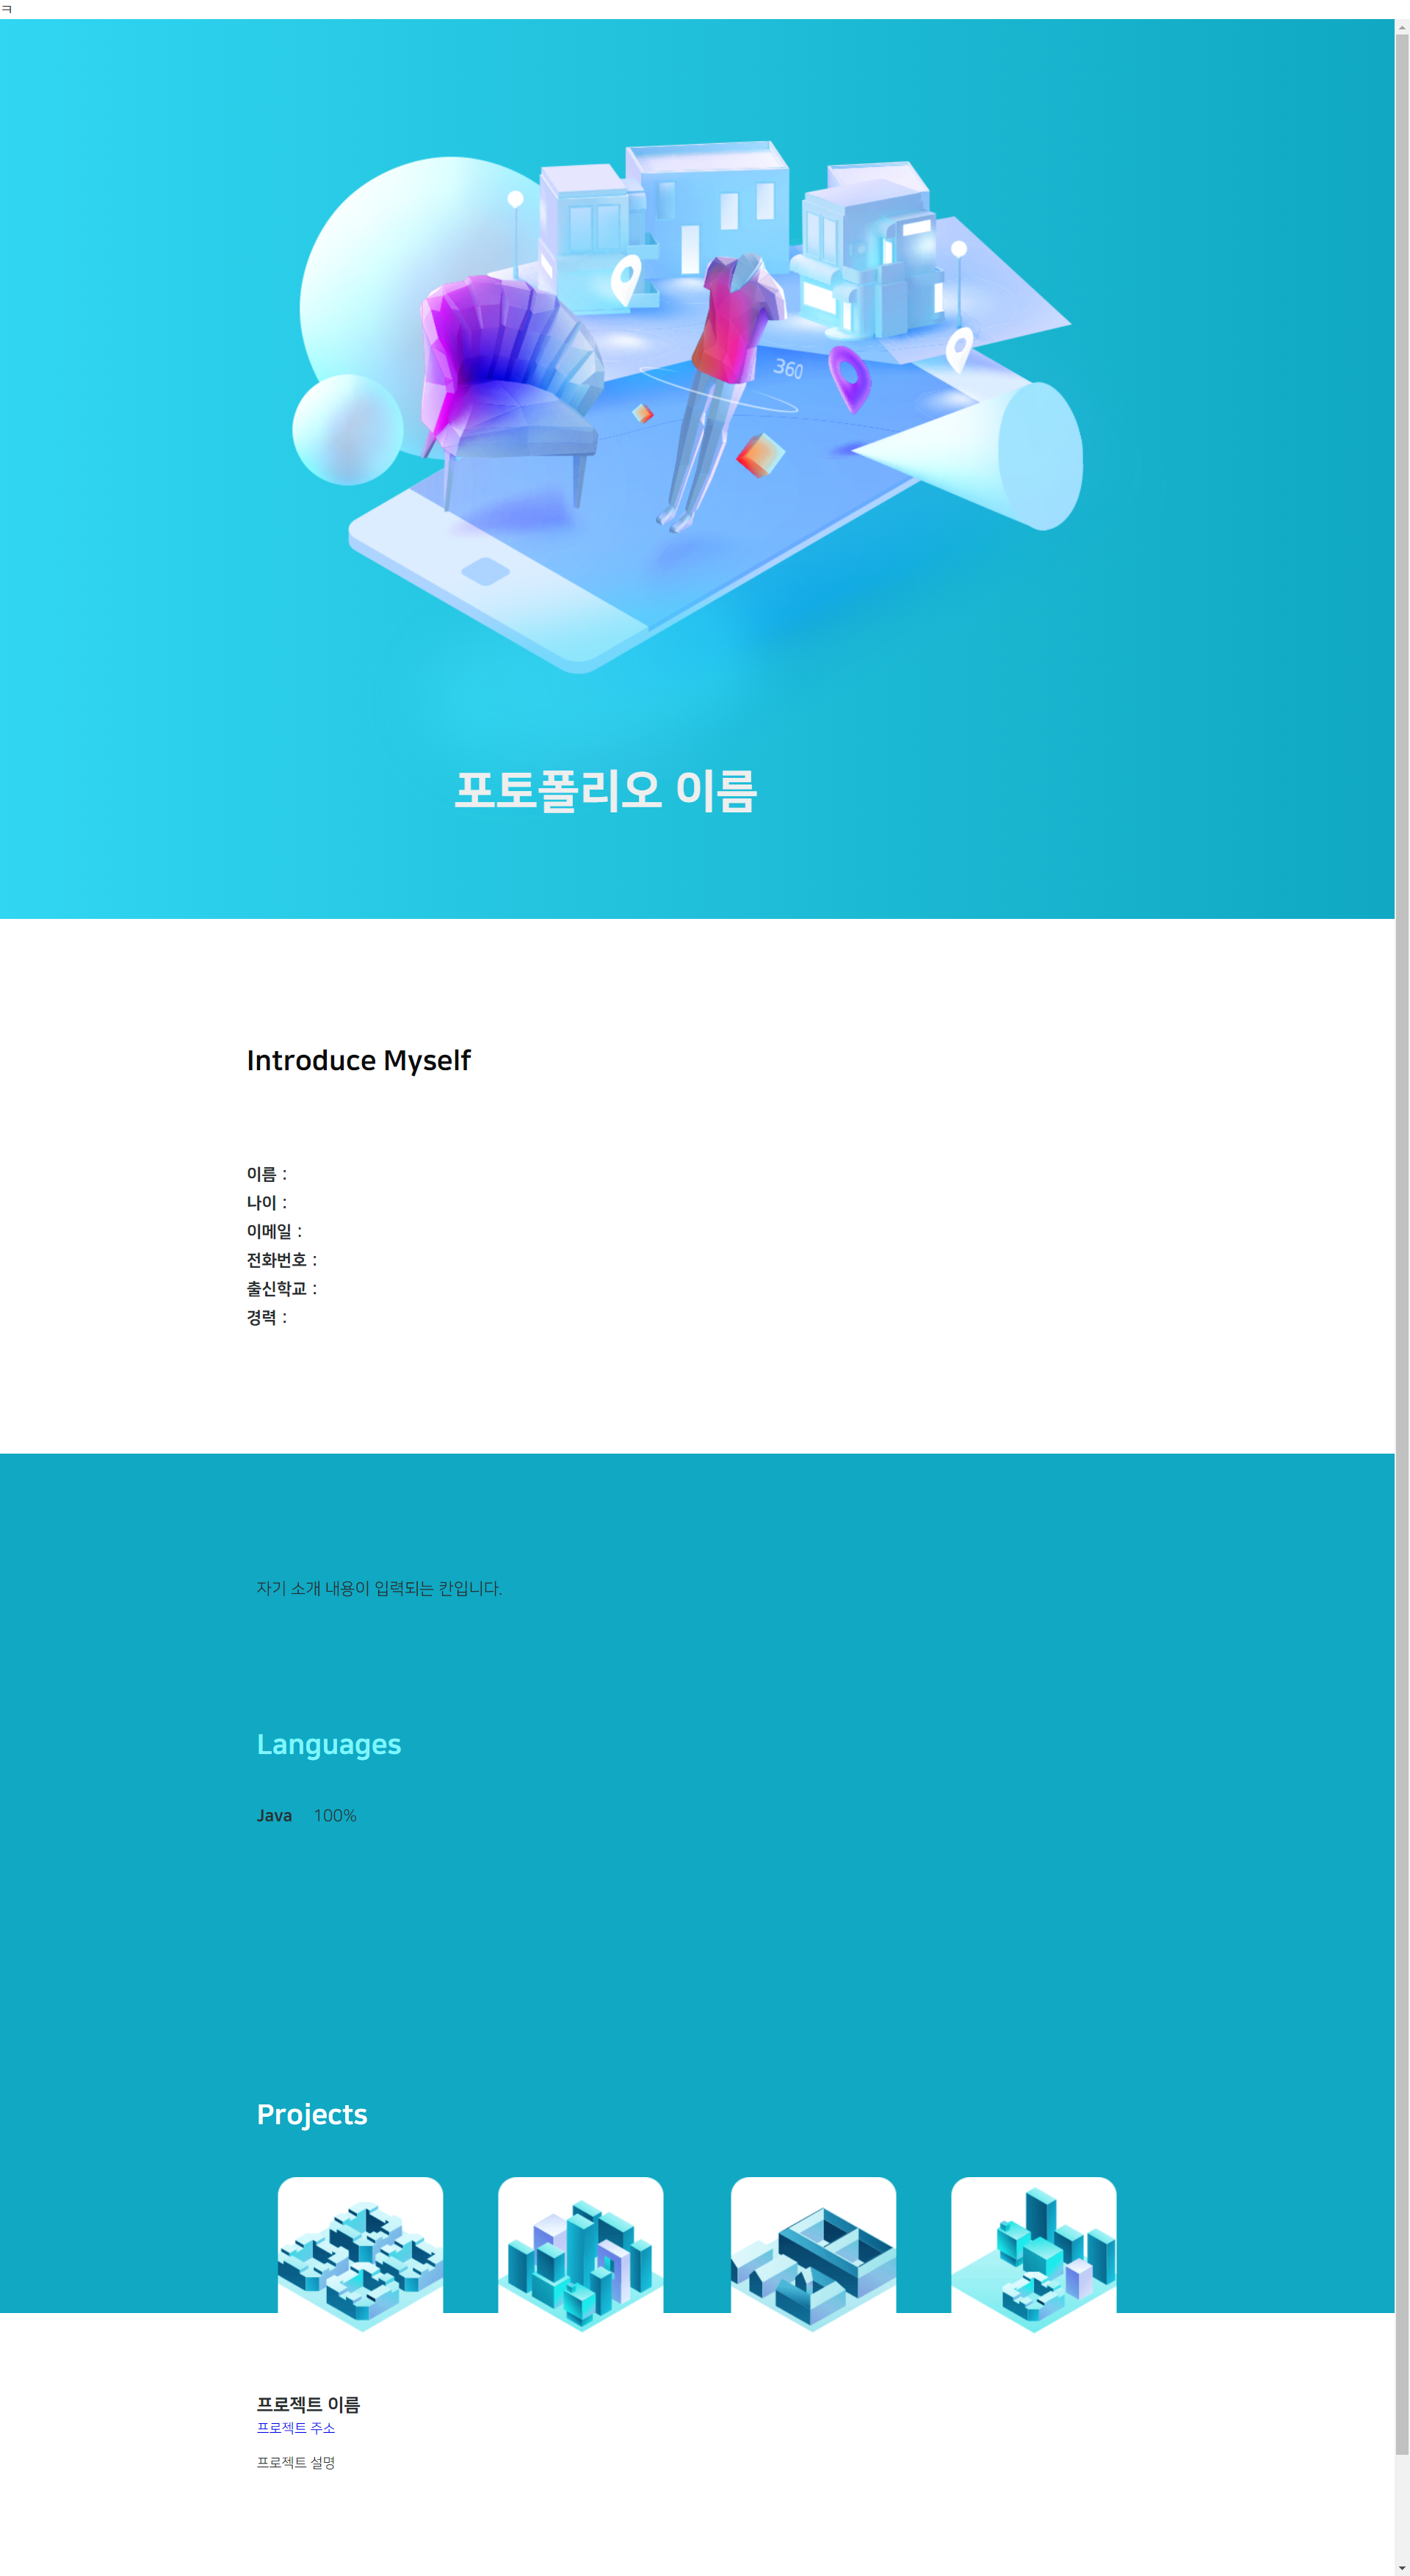 ㅋ
360
포토폴리오 이름
Introduce Myself
이름 :
나이 :
이메일 :
전화번호 :
출신학교 :
경력 :
자기 소개 내용이 입력되는 칸입니다.
Languages
Java 100%
Projects
프로젝트 이름
프로젝트 주소
프로젝트 설명